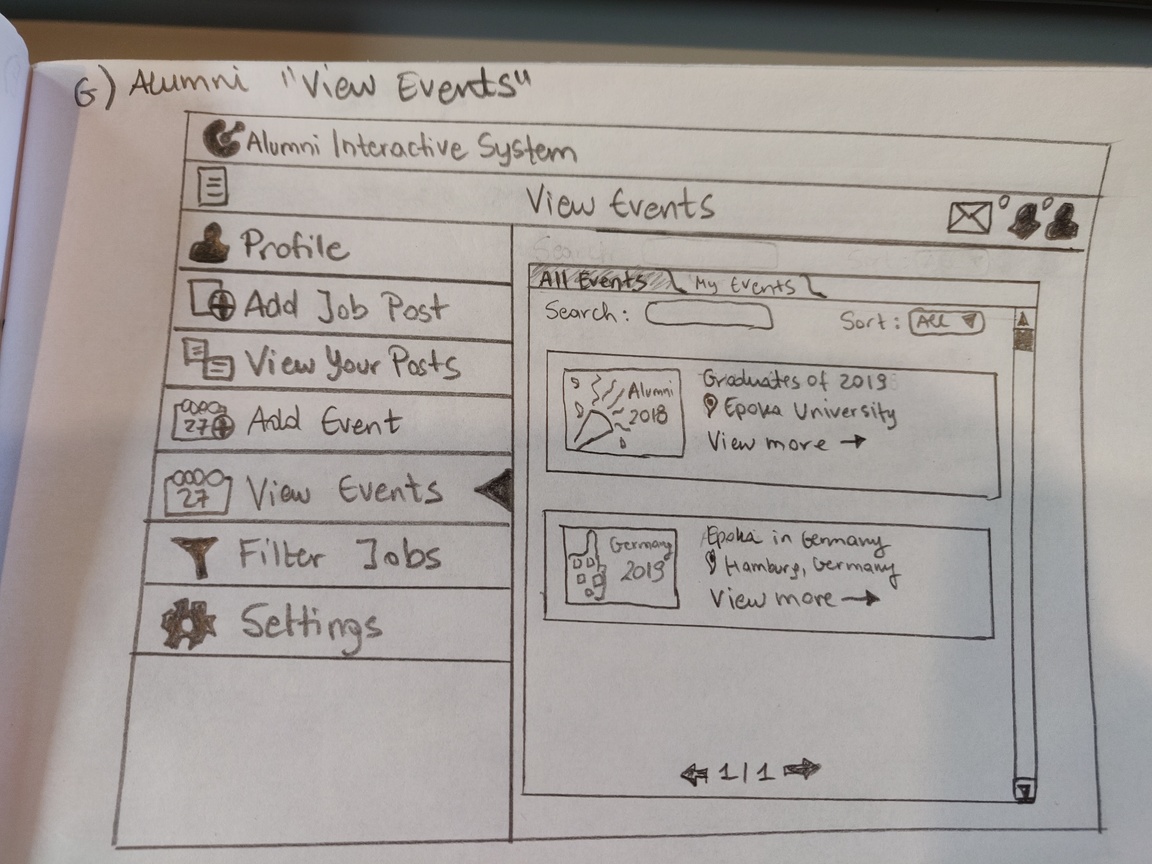 G) Alumni "View Events"
Alumni Interactive System
View Events
Profile
Add Job Post
View Your Posts
27 Add Event
27 View Events
Filter Jobs
Settings
All Events My Events
Search: Sort: All
Alumni
2018
Graduates of 2019
Epoka University
View more →
Germany
2019
Epoka in Germany
Hamburg, Germany
View more →
1/1